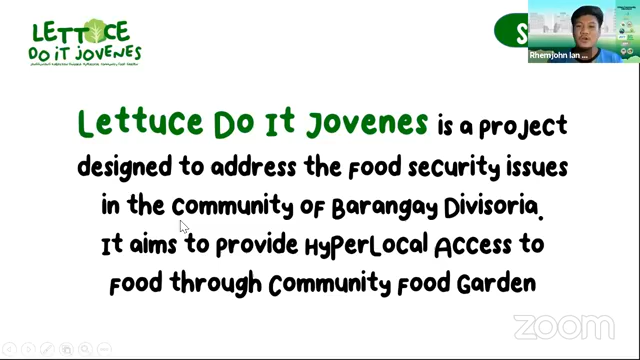 LETTUCE
DO IT JOVENES
S
Rhemjohn Ian ...
Lettuce Do It Jovenes is a project
designed to address the food security issues
in the community of Barangay Divisoria.
It aims to provide Hyperlocal Access to
food through Community Food Garden
zoom